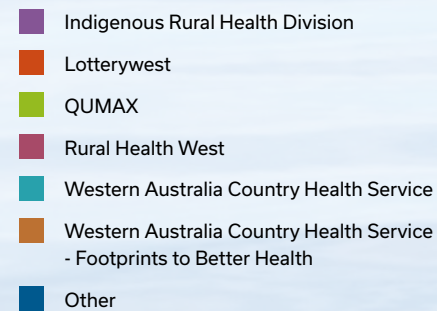 Indigenous Rural Health Division
Lotterywest
QUMAX
Rural Health West
Western Australia Country Health Service
Western Australia Country Health Service
- Footprints to Better Health
Other